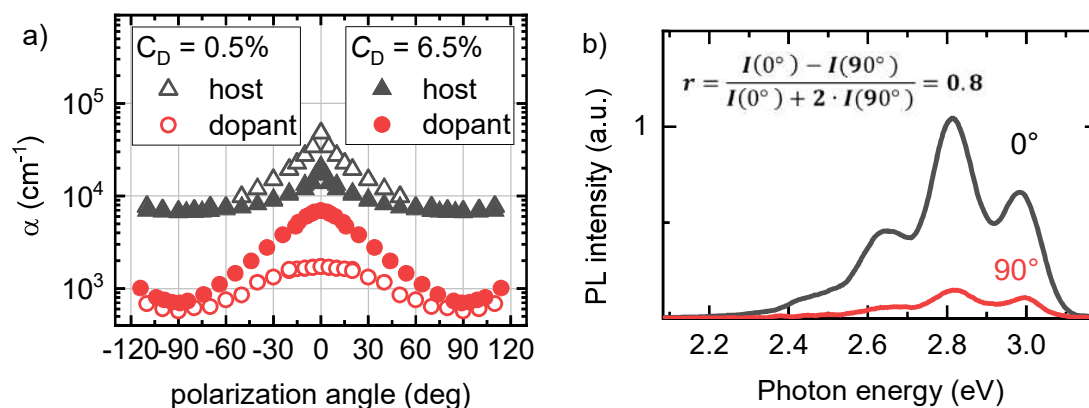 a)
C_D = 0.5%
host
dopant
C_D = 6.5%
host
dopant
10^5
10^4
10^3
α (cm⁻¹)
-120 -90 -60 -30 0 30 60 90 120
polarization angle (deg)
b)
r = \frac{I(0°) − I(90°)}{I(0°) + 2 · I(90°)} = 0.8
1
0°
90°
PL intensity (a.u.)
2.2 2.4 2.6 2.8 3.0
Photon energy (eV)